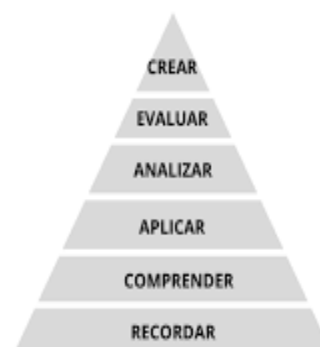 CREAR
EVALUAR
ANALIZAR
APLICAR
COMPRENDER
RECORDAR